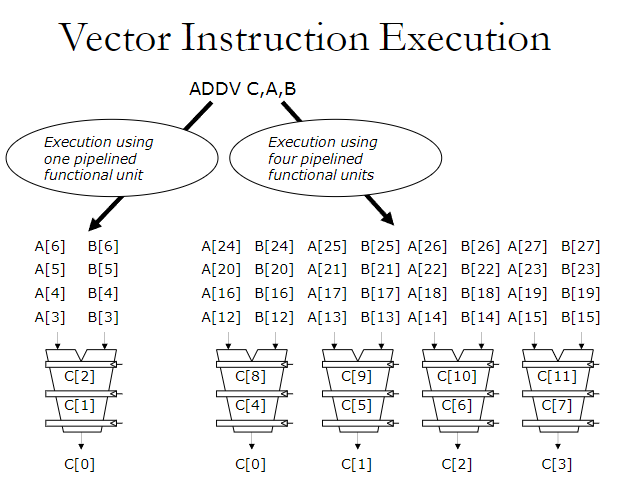 Vector Instruction Execution
ADDV C,A,B
Execution using
one pipelined
functional unit
Execution using
four pipelined
functional units
A[6] B[6]
A[5] B[5]
A[4] B[4]
A[3] B[3]
C[2]
C[1]
C[0]
A[24] B[24] A[25] B[25] A[26] B[26] A[27] B[27]
A[20] B[20] A[21] B[21] A[22] B[22] A[23] B[23]
A[16] B[16] A[17] B[17] A[18] B[18] A[19] B[19]
A[12] B[12] A[13] B[13] A[14] B[14] A[15] B[15]
C[8] C[9] C[10] C[11]
C[4] C[5] C[6] C[7]
C[0] C[1] C[2] C[3]